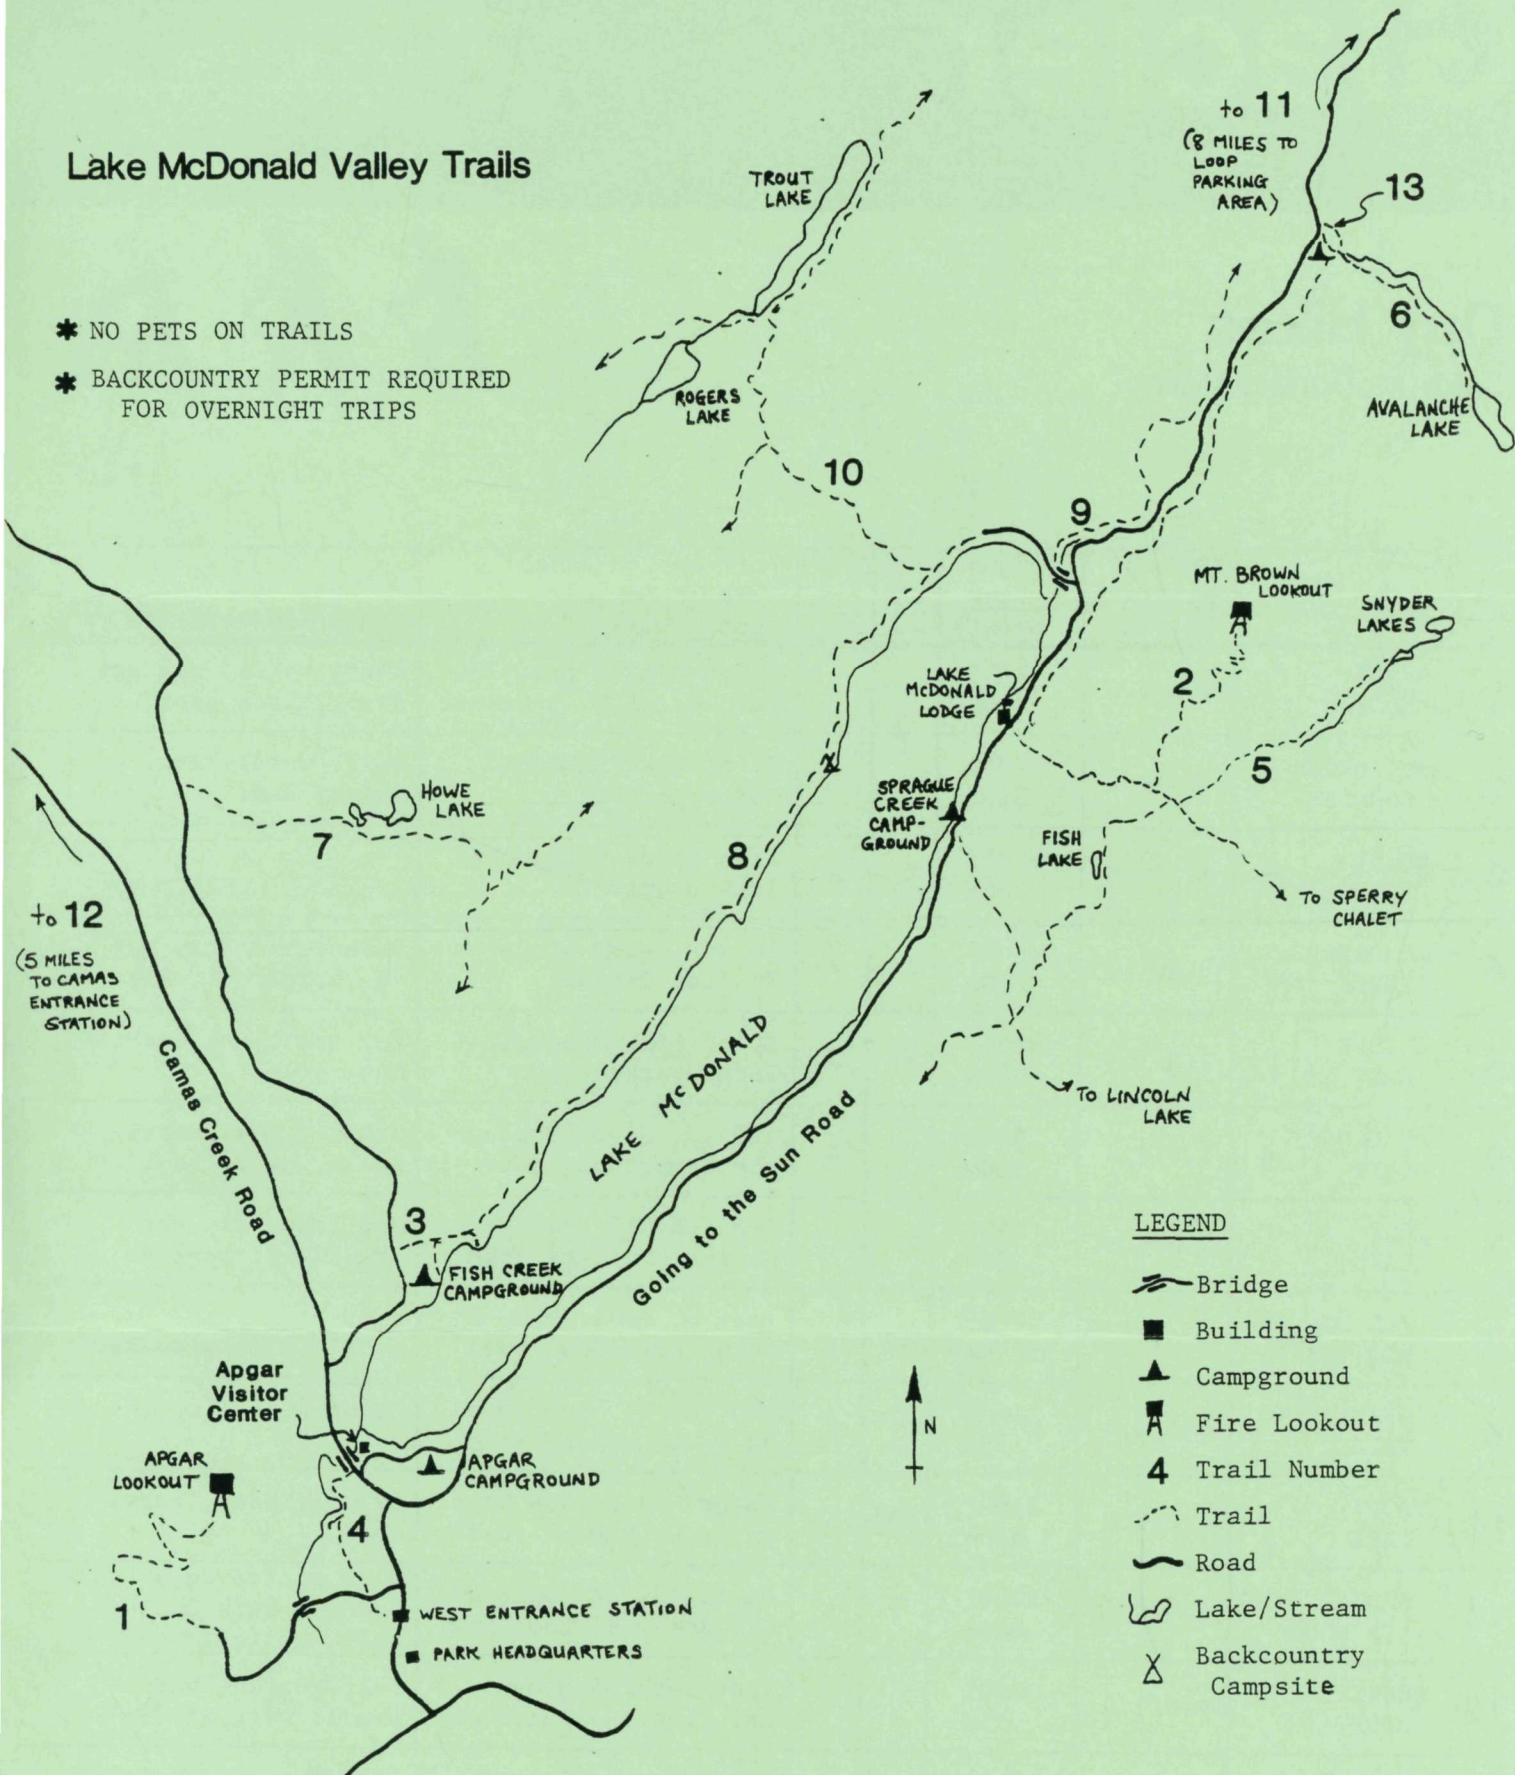 Lake McDonald Valley Trails
✱ NO PETS ON TRAILS
✱ BACKCOUNTRY PERMIT REQUIRED
FOR OVERNIGHT TRIPS
TROUT
LAKE
to 11
(8 MILES TO
LOOP
PARKING
AREA)
13
6
AVALANCHE
LAKE
ROGERS
LAKE
10
9
MT. BROWN
LOOKOUT
SNYDER
LAKES
2
LAKE
McDONALD
LODGE
5
SPRAGUE
CREEK
CAMP-
GROUND
FISH
LAKE
TO SPERRY
CHALET
HOWE
LAKE
7
8
to 12
(5 MILES
TO CAMAS
ENTRANCE
STATION)
Camas Creek Road
LAKE McDONALD
Going to the Sun Road
TO LINCOLN
LAKE
3
FISH CREEK
CAMPGROUND
Apgar
Visitor
Center
APGAR
LOOKOUT
APGAR
CAMPGROUND
4
1
WEST ENTRANCE STATION
PARK HEADQUARTERS
N
LEGEND
Bridge
Building
Campground
Fire Lookout
4 Trail Number
Trail
Road
Lake/Stream
Backcountry
Campsite